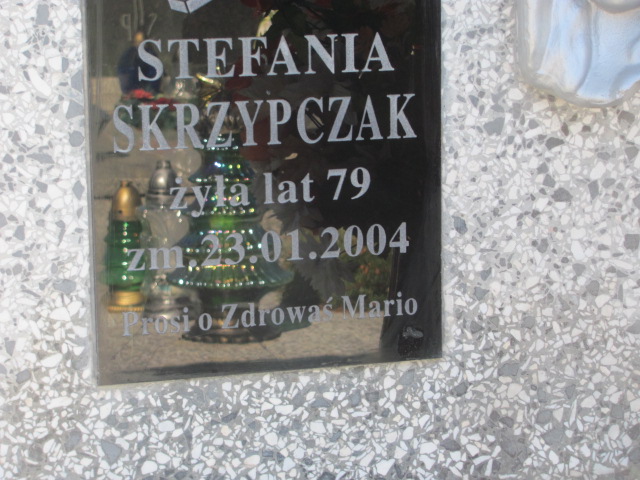 STEFANIA
SKRZYPCZAK
żyła lat 79
zm.23.01.2004
Prosi o Zdrowaś Mario